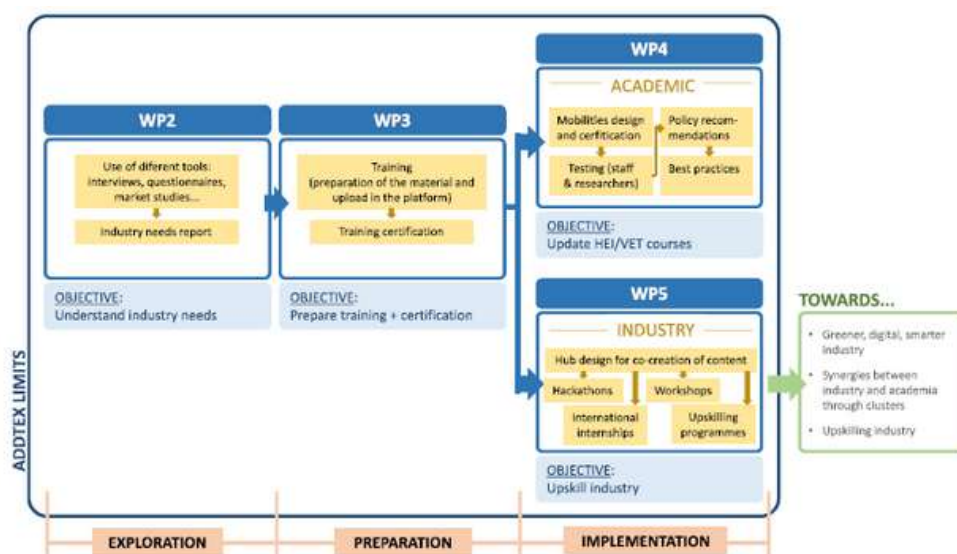 WP4
ACADEMIC
Mobilities design
and cerfitication
Policy recom-
mendations
Testing (staff
& researchers)
Best practices
OBJECTIVE:
Update HEI/VET courses
WP2
Use of diferent tools:
interviews, questionnaires,
market studies...
Industry needs report
OBJECTIVE:
Understand industry needs
WP3
Training
(preparation of the material and
upload in the platform)
Training certification
OBJECTIVE:
Prepare training + certification
WP5
INDUSTRY
Hub design for co-creation of content
Hackathons
Workshops
International
internships
Upskilling
programmes
OBJECTIVE:
Upskill industry
TOWARDS...
• Greener, digital, smarter
industry
• Synergies between
industry and academia
through clusters
• Upskilling industry
ADDTEX LIMITS
EXPLORATION
PREPARATION
IMPLEMENTATION